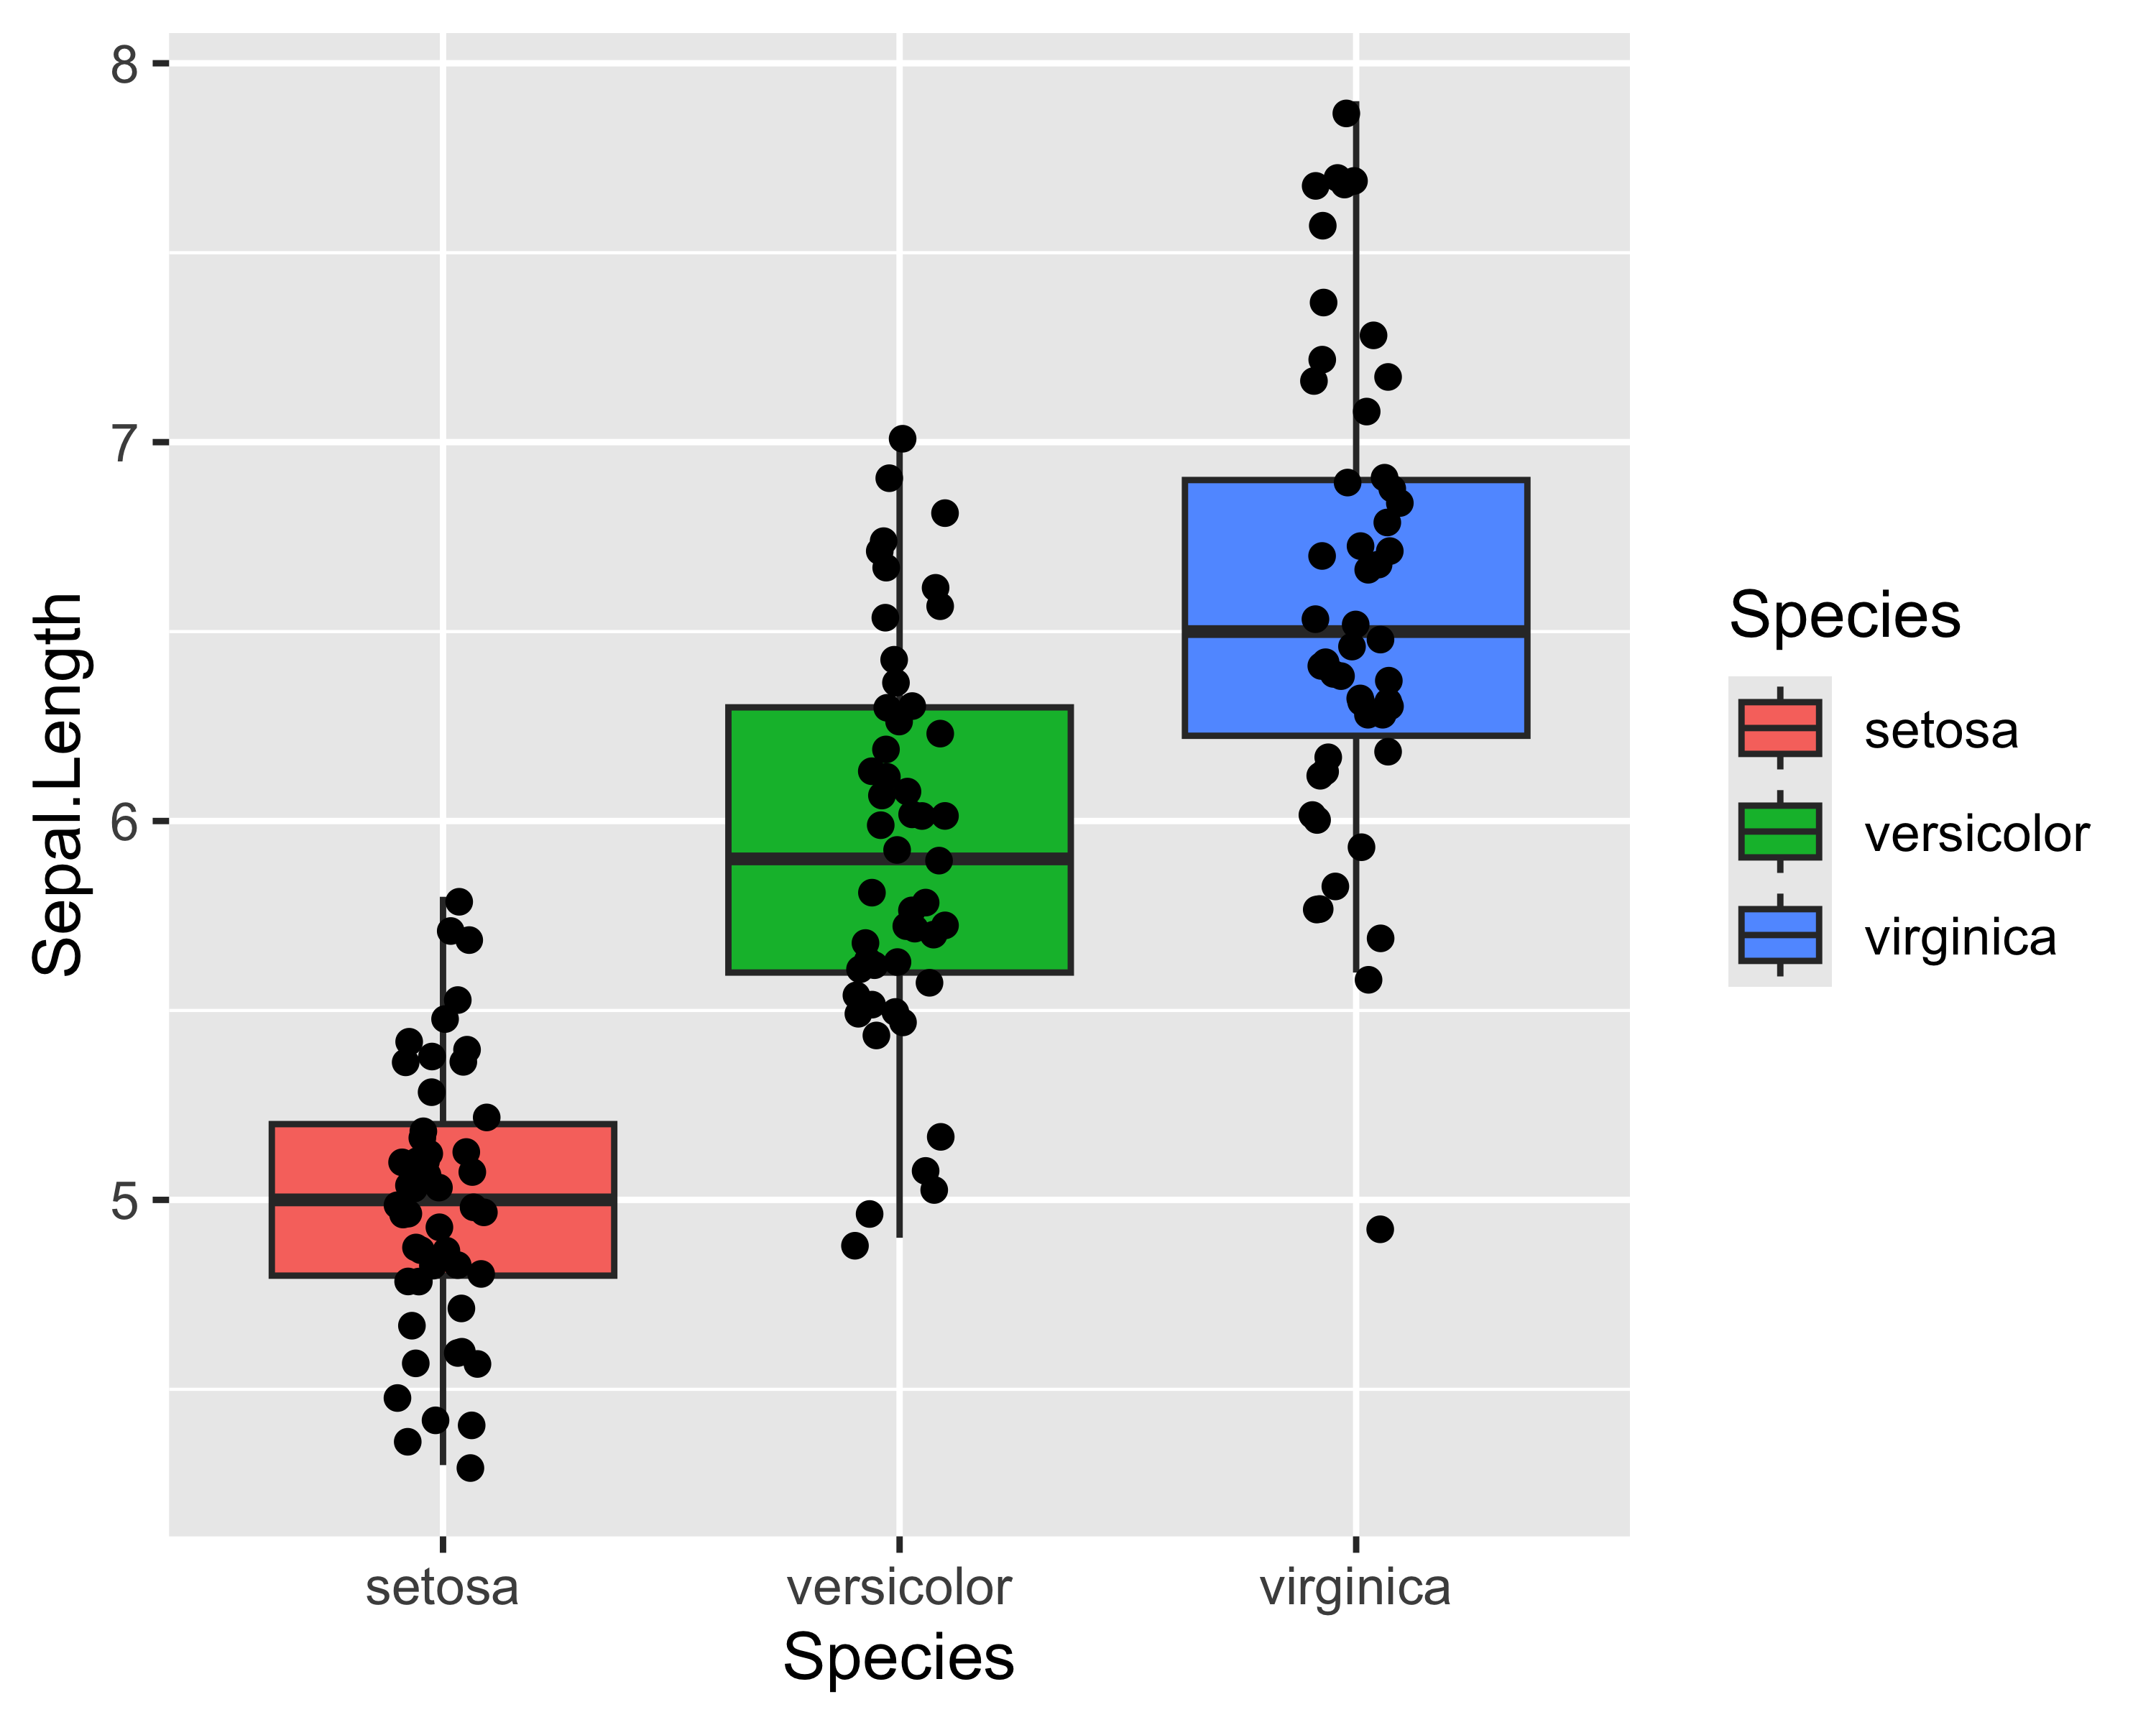 Sepal.Length
8
7
6
5
setosa
versicolor
virginica
Species
Species
setosa
versicolor
virginica